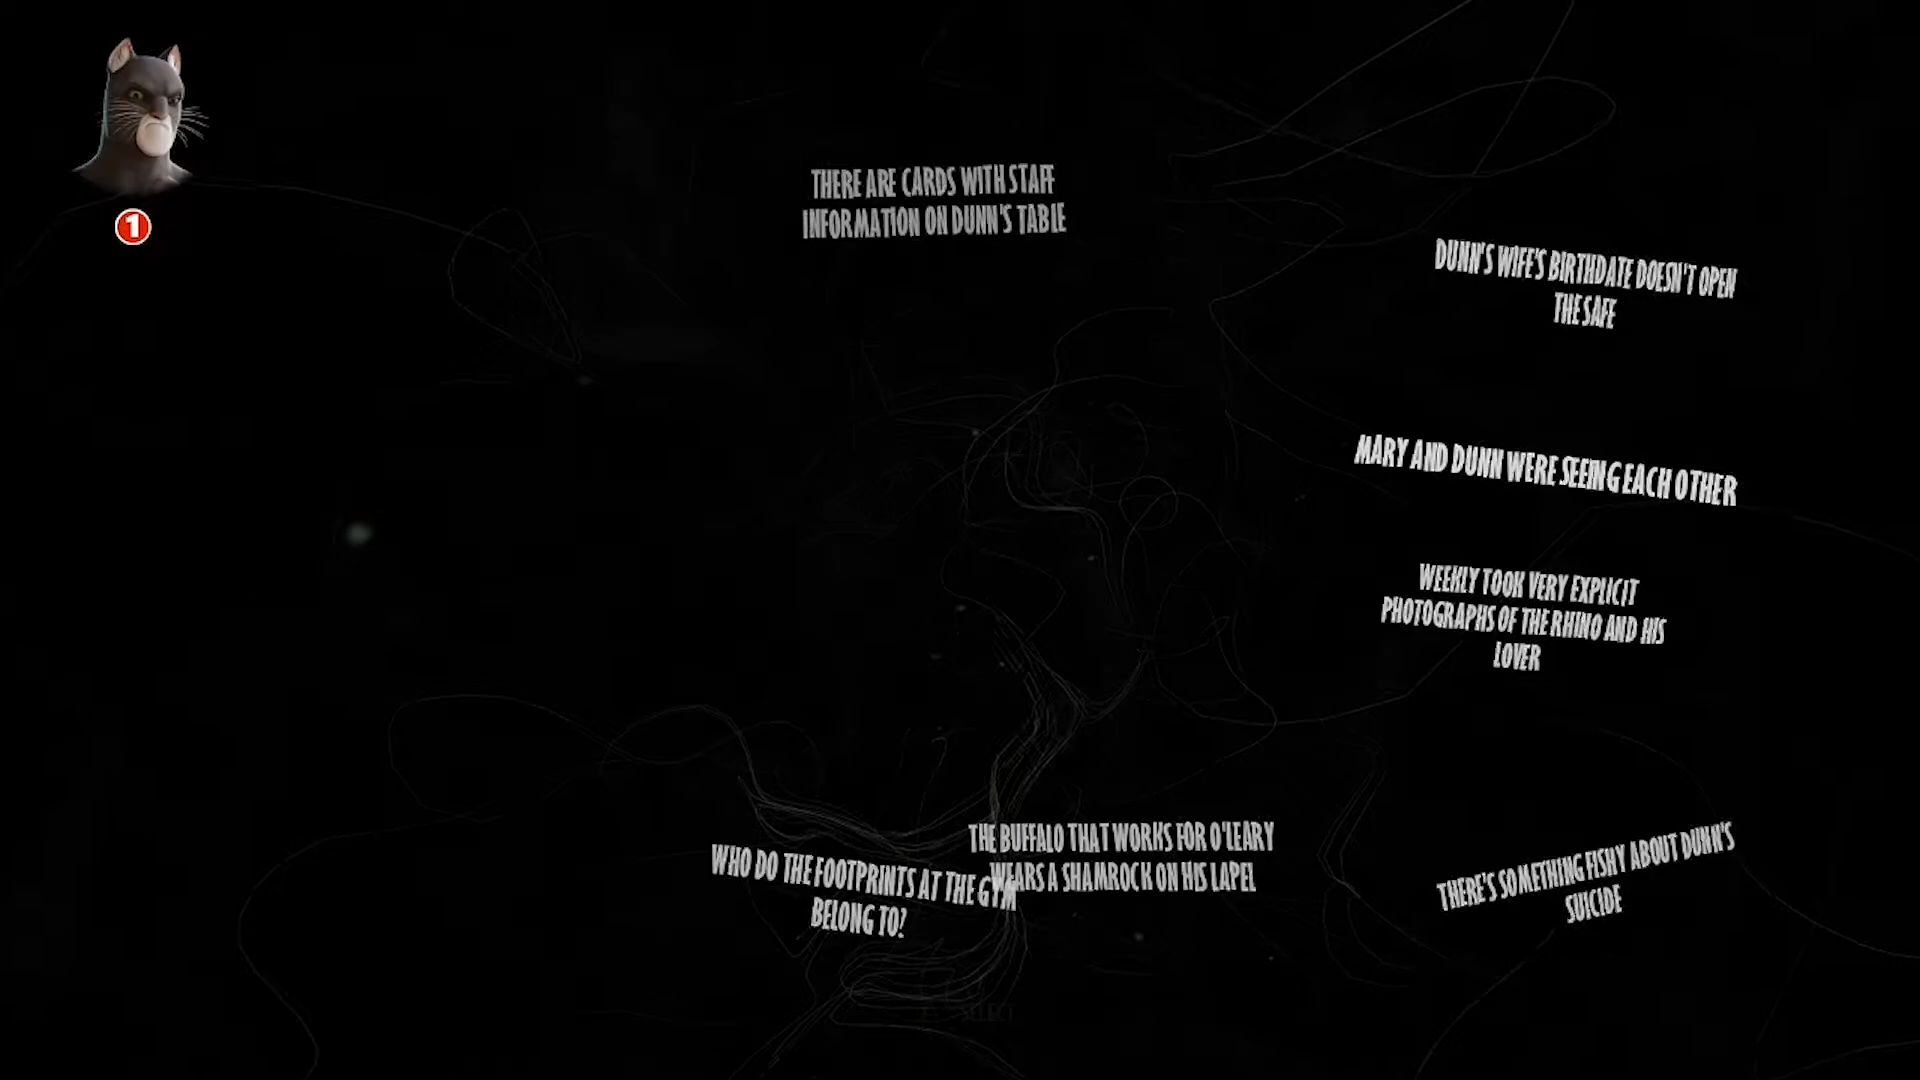 1
THERE ARE CARDS WITH STAFF
INFORMATION ON DUNN'S TABLE
DUNN'S WIFE'S BIRTHDATE DOESN'T OPEN
THE SAFE
MARY AND DUNN WERE SEEING EACH OTHER
WEEKLY TOOK VERY EXPLICIT
PHOTOGRAPHS OF THE RHINO AND HIS
LOVER
THE BUFFALO THAT WORKS FOR O'LEARY
WEARS A SHAMROCK ON HIS LAPEL
WHO DO THE FOOTPRINTS AT THE GYM
BELONG TO?
THERE'S SOMETHING FISHY ABOUT DUNN'S
SUICIDE
SELECT